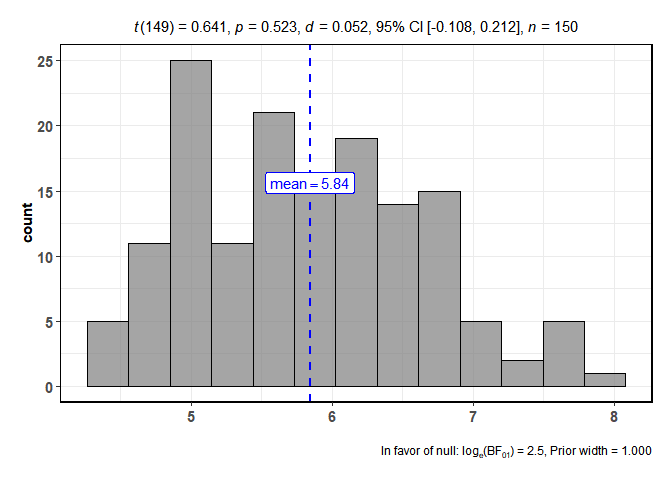 t(149) = 0.641, p = 0.523, d = 0.052, 95% CI [-0.108, 0.212], n = 150
25
20
15
10
5
0
count
mean = 5.84
5 6 7 8
In favor of null: logₑ(BF₀₁) = 2.5, Prior width = 1.000